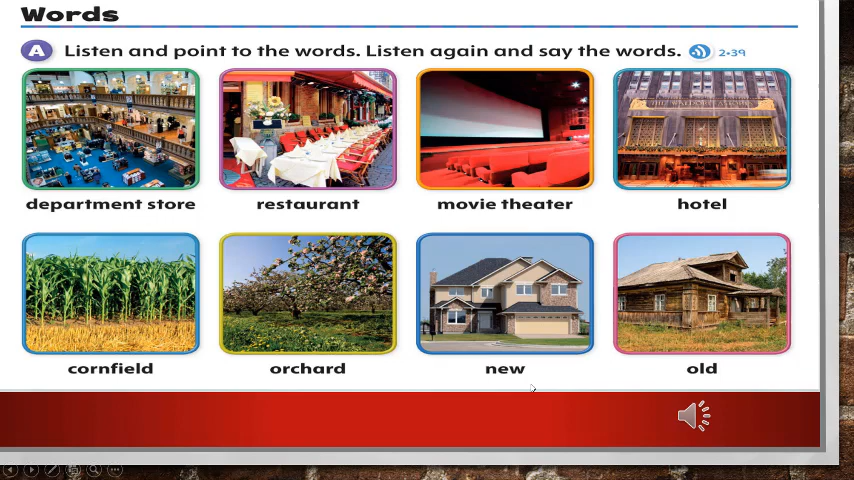 Words
A Listen and point to the words. Listen again and say the words. 2·39
department store restaurant movie theater hotel
cornfield orchard new old